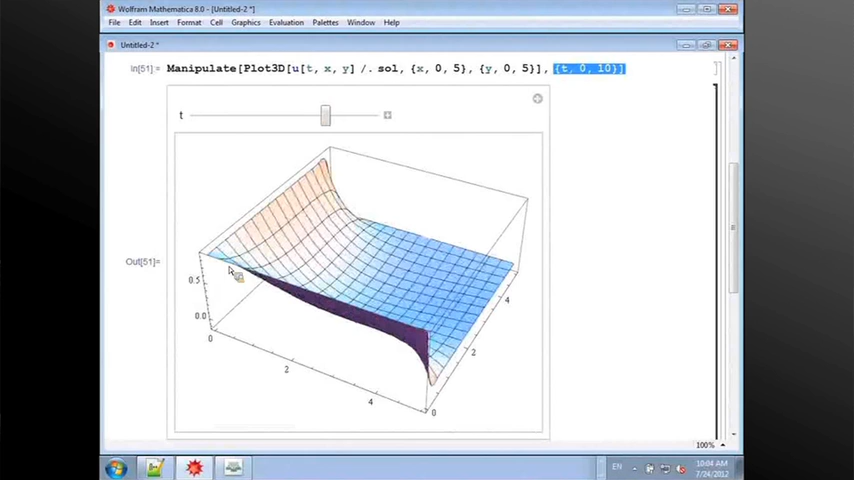 Wolfram Mathematica 8.0 - [Untitled-2 *]
File Edit Insert Format Cell Graphics Evaluation Palettes Window Help
Untitled-2 *
In[51]:= Manipulate[Plot3D[u[t, x, y] /. sol, {x, 0, 5}, {y, 0, 5}], {t, 0, 10}]
t
Out[51]=
0.5
0.0
0
2
4
0
2
4
100%
EN
10:04 AM
7/24/2012